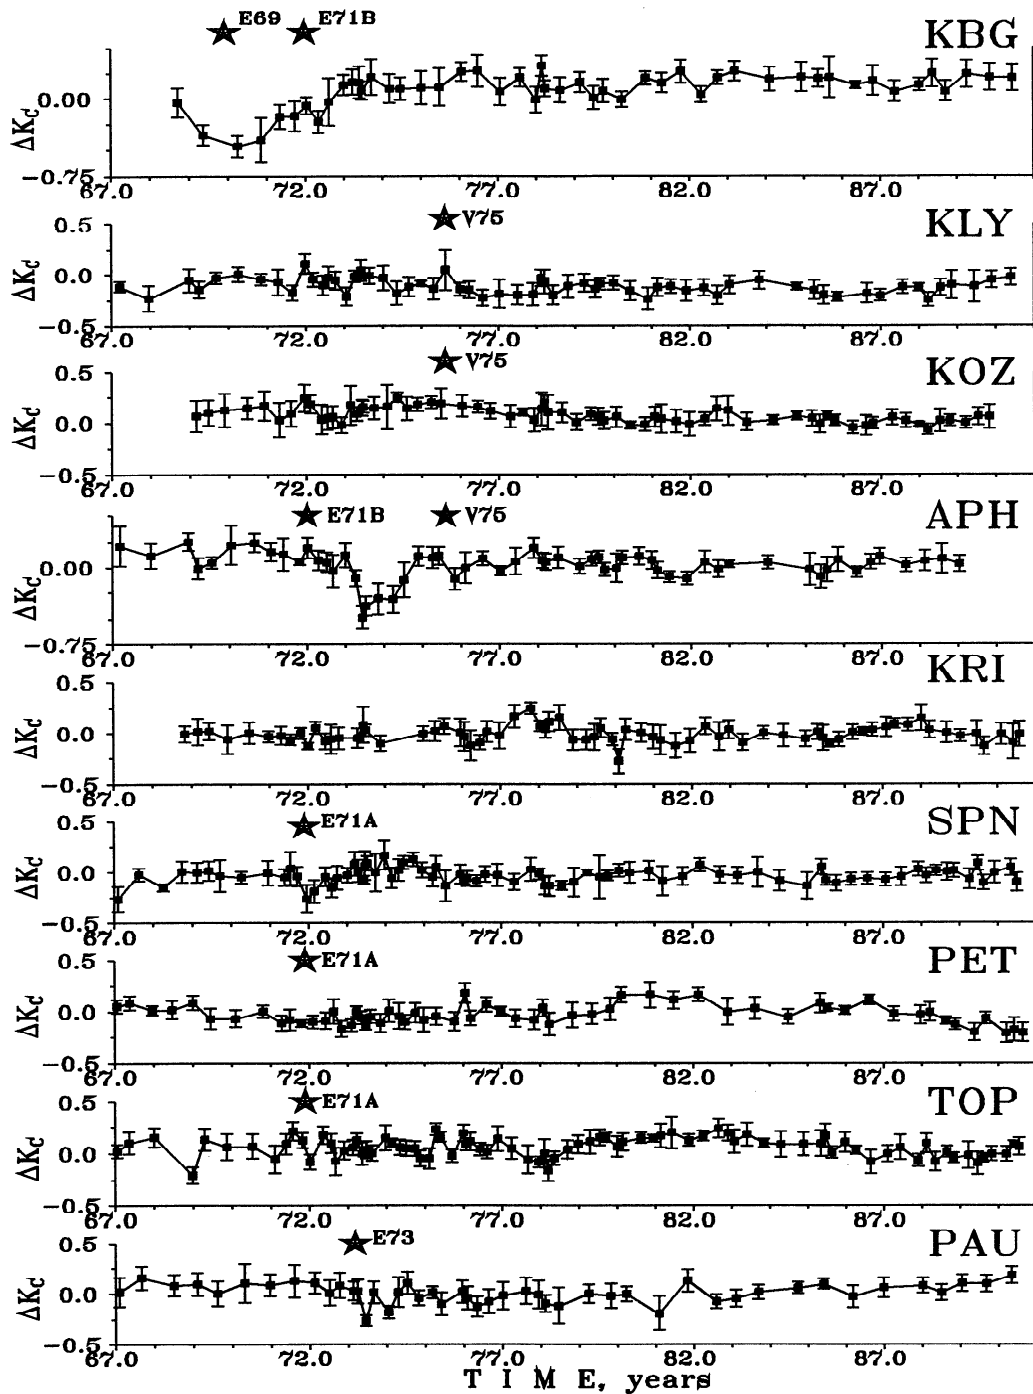 E69 E71B KBG
0.00
ΔKc
-0.75
67.0 72.0 77.0 82.0 87.0
V75 KLY
0.5
0.0
ΔKc
-0.5
67.0 72.0 77.0 82.0 87.0
V75 KOZ
0.5
0.0
ΔKc
-0.5
67.0 72.0 77.0 82.0 87.0
E71B V75 APH
0.00
ΔKc
-0.75
67.0 72.0 77.0 82.0 87.0
KRI
0.5
0.0
ΔKc
-0.5
67.0 72.0 77.0 82.0 87.0
E71A SPN
0.5
0.0
ΔKc
-0.5
67.0 72.0 77.0 82.0 87.0
E71A PET
0.5
0.0
ΔKc
-0.5
67.0 72.0 77.0 82.0 87.0
E71A TOP
0.5
0.0
ΔKc
-0.5
67.0 72.0 77.0 82.0 87.0
E73 PAU
0.5
0.0
ΔKc
-0.5
67.0 72.0 77.0 82.0 87.0
T I M E, years